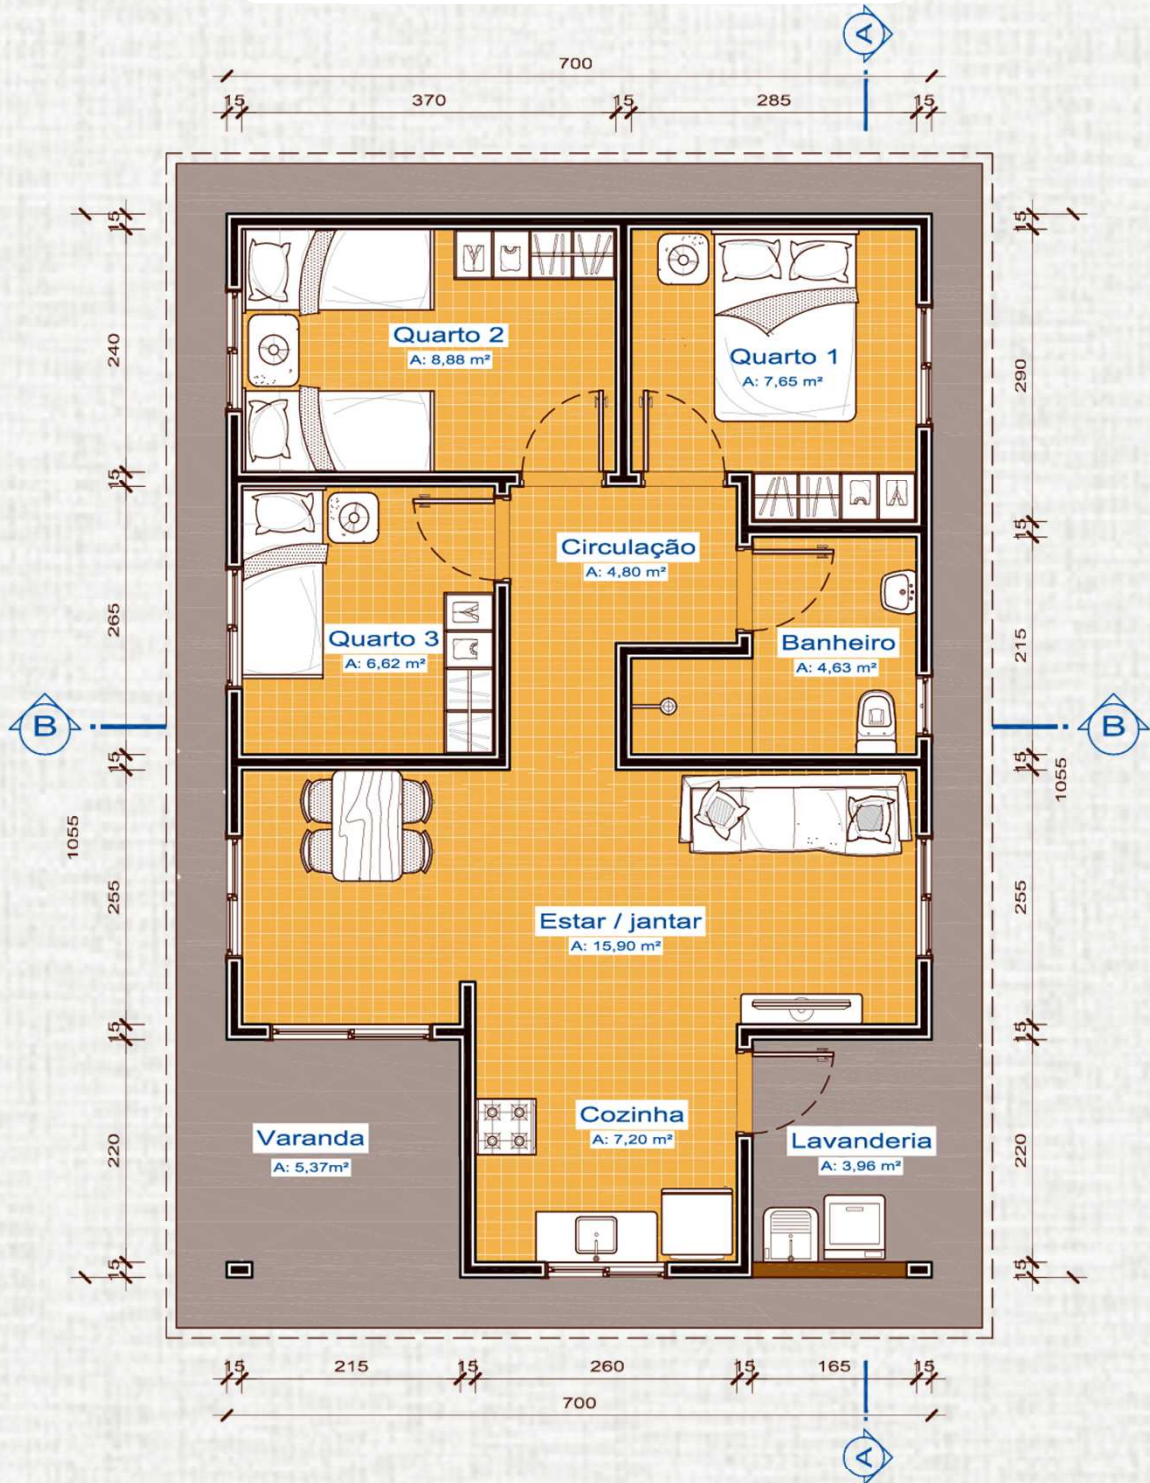 A
700
15 370 15 285 15
15 15
Quarto 2
A: 8,88 m²
Quarto 1
A: 7,65 m²
240
290
15
15
Circulação
A: 4,80 m²
265
Quarto 3
A: 6,62 m²
Banheiro
A: 4,63 m²
215
B B
15 15
1055 1055
255 255
Estar / jantar
A: 15,90 m²
15 15
Cozinha
A: 7,20 m²
Varanda
A: 5,37m²
Lavanderia
A: 3,96 m²
220 220
15 15
15 215 15 260 15 165 15
700
A